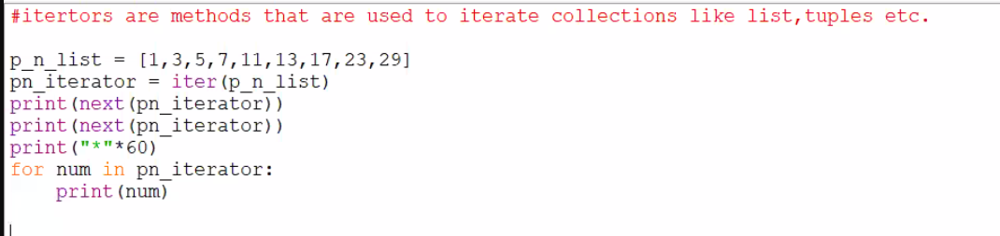 #itertors are methods that are used to iterate collections like list,tuples etc.
p_n_list = [1,3,5,7,11,13,17,23,29]
pn_iterator = iter(p_n_list)
print(next(pn_iterator))
print(next(pn_iterator))
print("*"*60)
for num in pn_iterator:
    print(num)